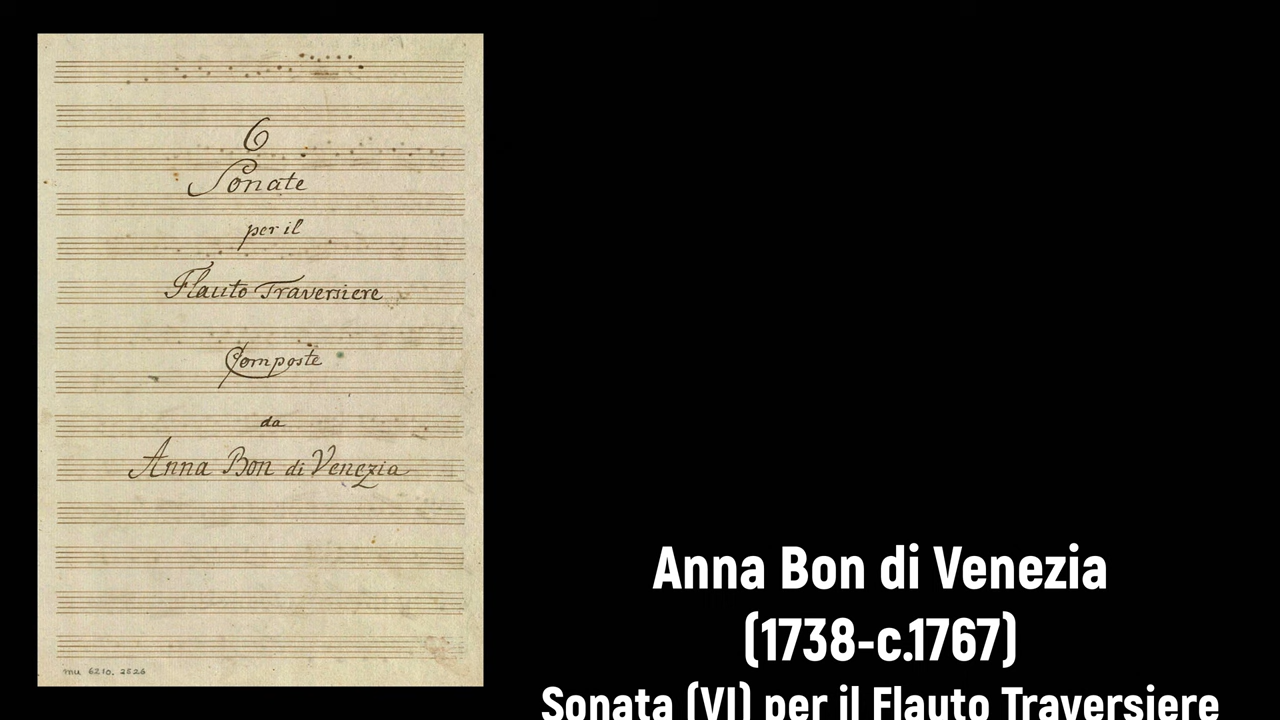 6
Sonate
per il
Flauto Traversiere
Composte
da
Anna Bon di Venezia
mu 6210. 2526
Anna Bon di Venezia
(1738-c.1767)
Sonata (VI) per il Flauto Traversiere